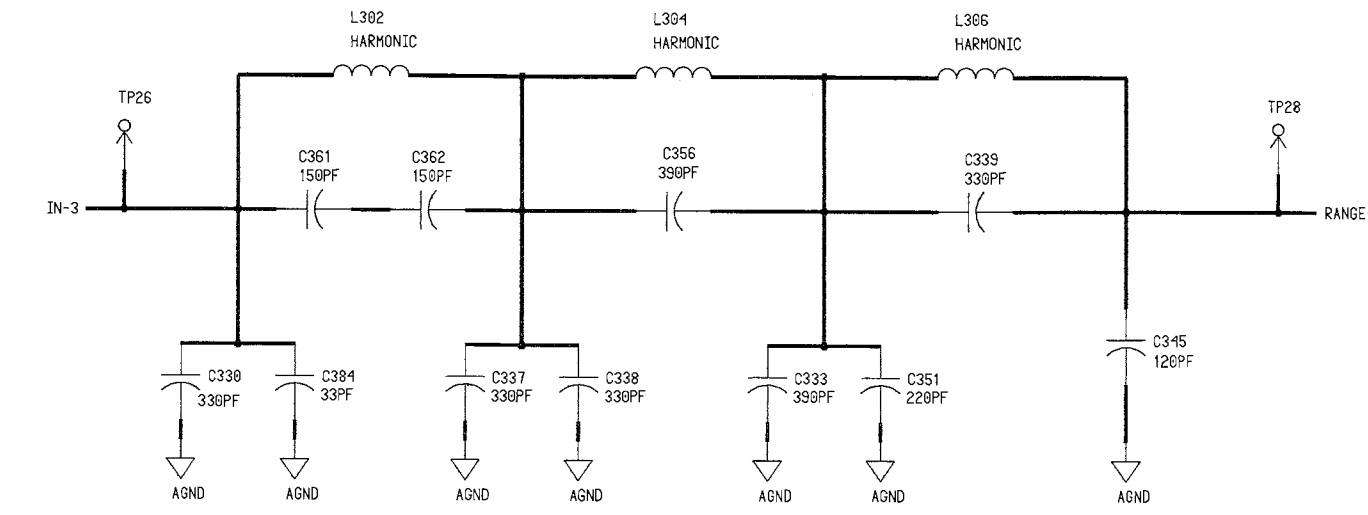 L302
HARMONIC
L304
HARMONIC
L306
HARMONIC
TP26
TP28
C361
150PF
C362
150PF
C356
390PF
C339
330PF
IN-3
RANGE
C330
330PF
C384
33PF
C337
330PF
C338
330PF
C333
390PF
C351
220PF
C345
120PF
AGND
AGND
AGND
AGND
AGND
AGND
AGND